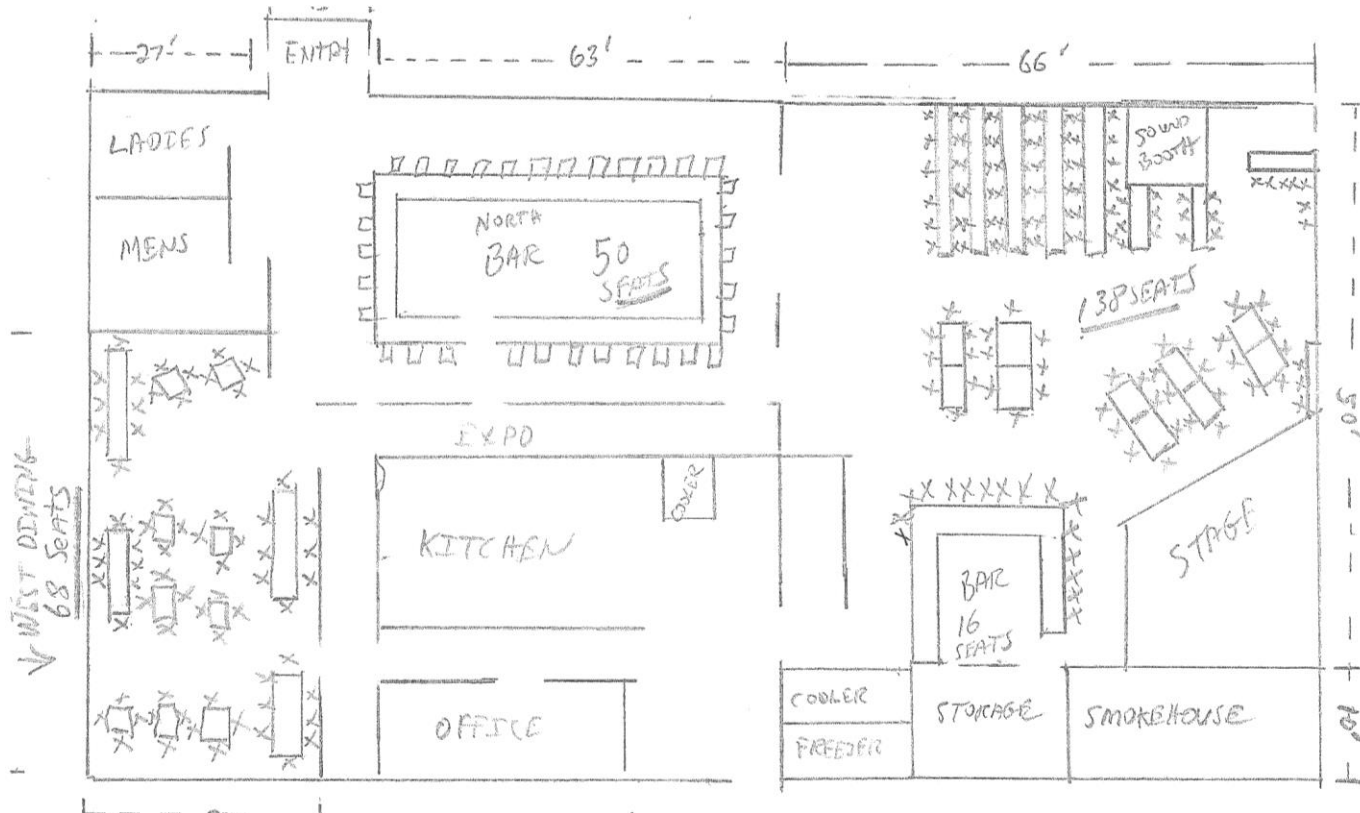 27'
ENTRY
63'
66'
LADIES
MENS
NORTH
BAR 50
SEATS
SOUND
BOOTH
138 SEATS
EXPO
COOLER
KITCHEN
OFFICE
WEST DINING
68 Seats
BAR
16
SEATS
STAGE
COOLER
FREEZER
STORAGE
SMOKEHOUSE